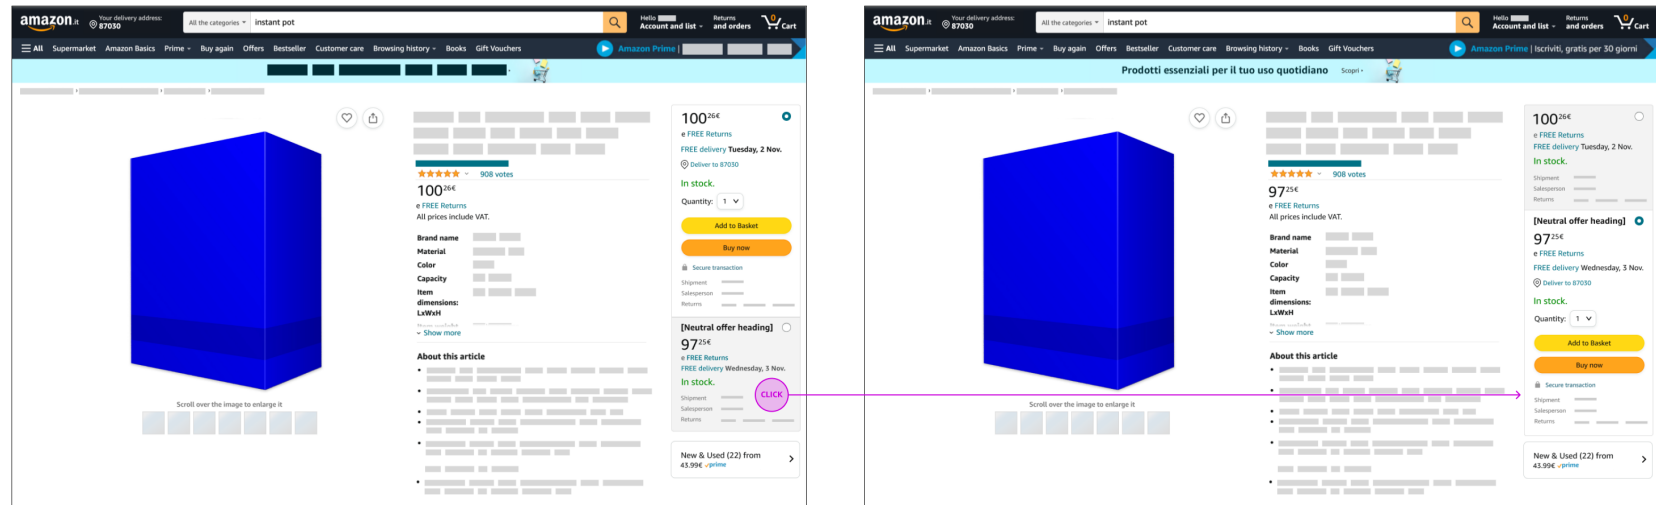 amazon.it
Your delivery address:
87030
All the categories
instant pot
Hello
Account and list
Returns
and orders
0
Cart
All Supermarket Amazon Basics Prime Buy again Offers Bestseller Customer care Browsing history Books Gift Vouchers
Amazon Prime |
100 26€
e FREE Returns
FREE delivery Tuesday, 2 Nov.
Deliver to 87030
In stock.
Quantity: 1
Add to Basket
Buy now
Secure transaction
Shipment
Salesperson
Returns
[Neutral offer heading]
97 25€
e FREE Returns
FREE delivery Wednesday, 3 Nov.
In stock.
Shipment
Salesperson
Returns
CLICK
New & Used (22) from
43.99€ prime
908 votes
100 26€
e FREE Returns
All prices include VAT.
Brand name
Material
Color
Capacity
Item
dimensions:
LxWxH
Item weight
Show more
About this article
Scroll over the image to enlarge it
amazon.it
Your delivery address:
87030
All the categories
instant pot
Hello
Account and list
Returns
and orders
0
Cart
All Supermarket Amazon Basics Prime Buy again Offers Bestseller Customer care Browsing history Books Gift Vouchers
Amazon Prime | Iscriviti, gratis per 30 giorni
Prodotti essenziali per il tuo uso quotidiano Scopri
908 votes
97 25€
e FREE Returns
All prices include VAT.
Brand name
Material
Color
Capacity
Item
dimensions:
LxWxH
Item weight
Show more
About this article
Scroll over the image to enlarge it
100 26€
e FREE Returns
FREE delivery Tuesday, 2 Nov.
In stock.
Shipment
Salesperson
Returns
[Neutral offer heading]
97 25€
e FREE Returns
FREE delivery Wednesday, 3 Nov.
Deliver to 87030
In stock.
Quantity: 1
Add to Basket
Buy now
Secure transaction
Shipment
Salesperson
Returns
New & Used (22) from
43.99€ prime